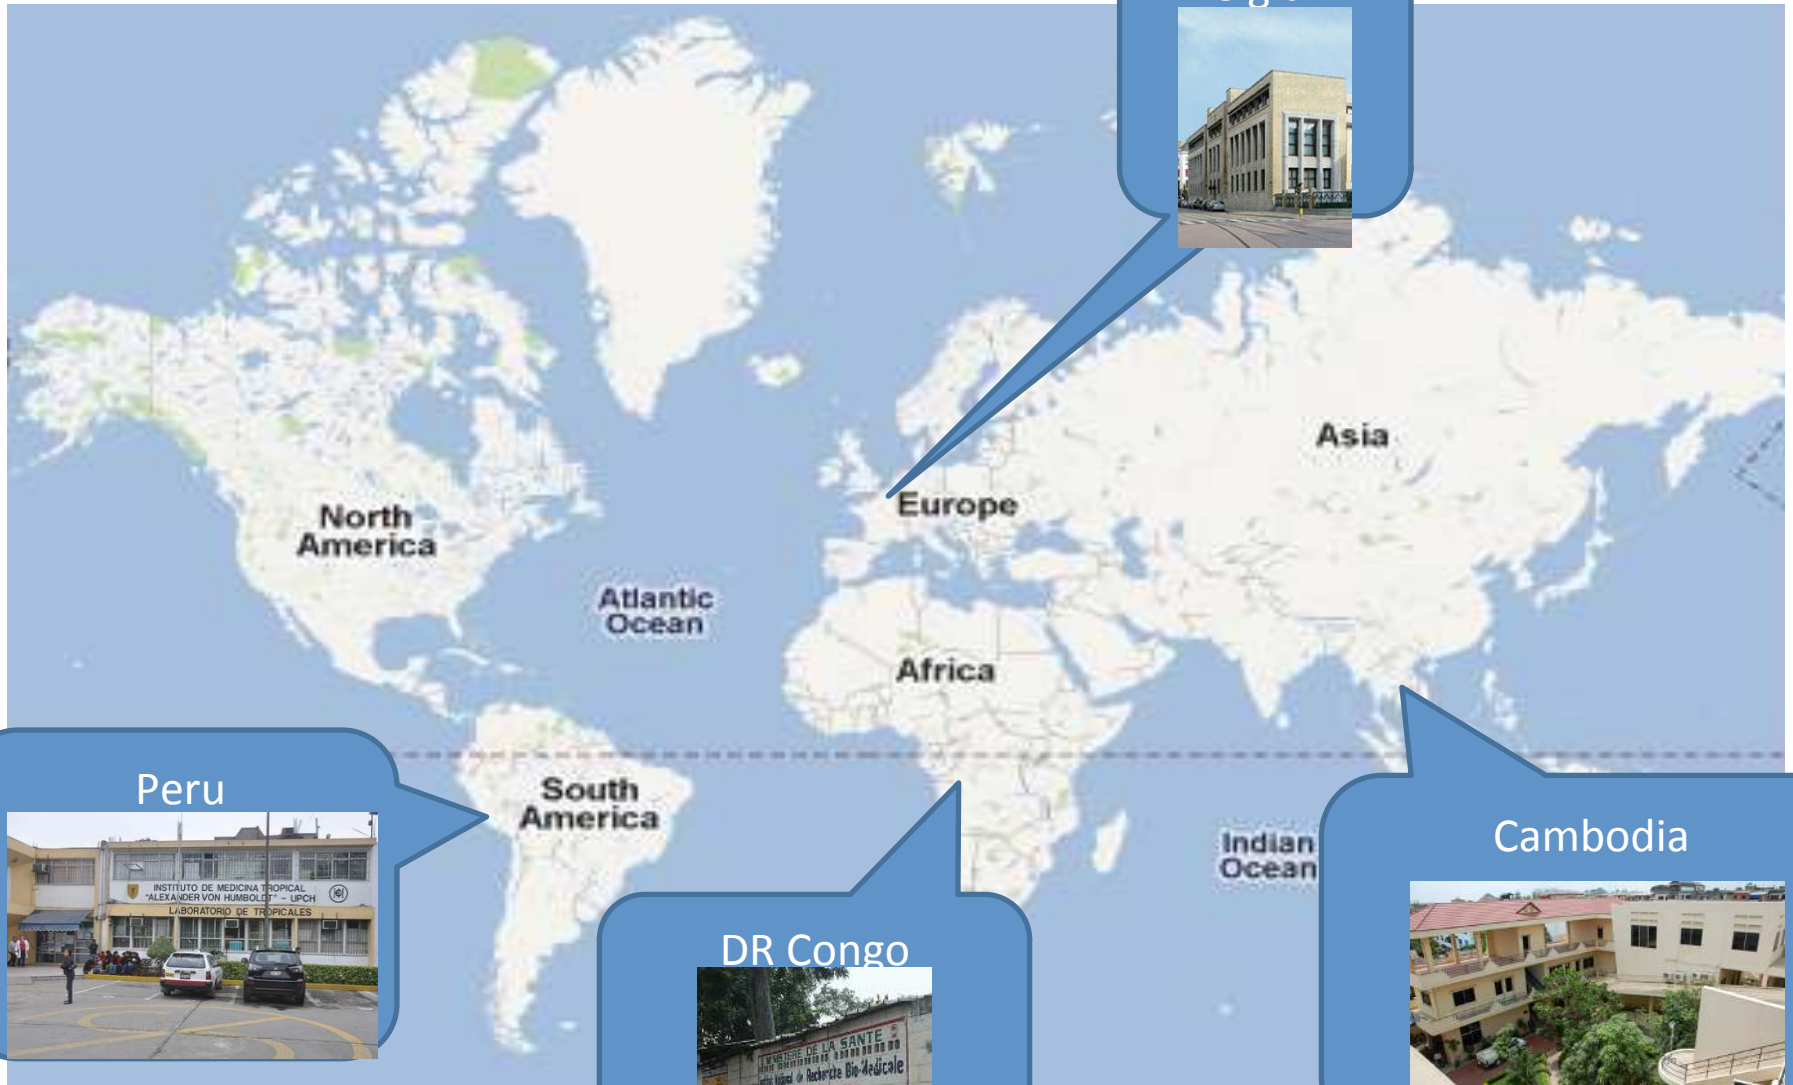 Asia
Europe
North
America
Atlantic
Ocean
Africa
Peru
South
America
Indian
Ocean
Cambodia
INSTITUTO DE MEDICINA TROPICAL
"ALEXANDER VON HUMBOLDT" - UPCH
LABORATORIO DE TROPICALES
DR Congo
MINISTERE DE LA SANTE
de Recherche Bio-Medicale